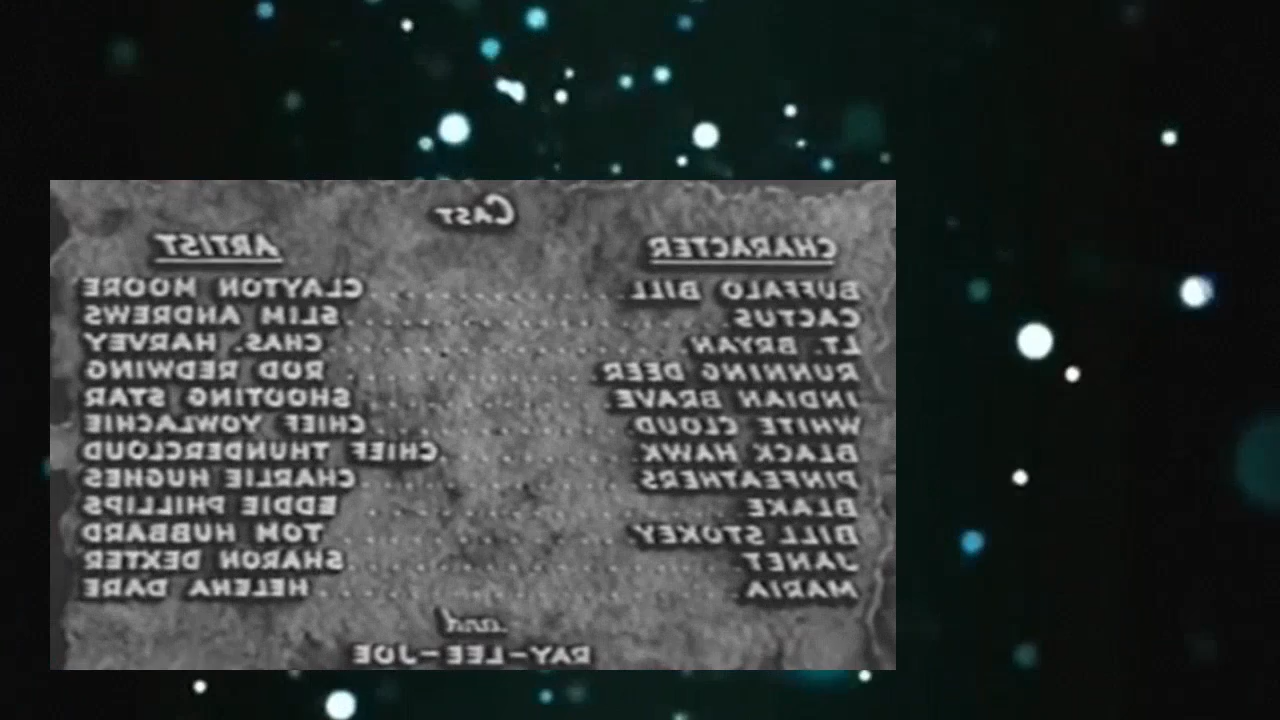 Cast
CHARACTER ARTIST
BUFFALO BILL.................CLAYTON MOORE
CACTUS.........................SLIM ANDREWS
LT. BRYAN.......................CHAS. HARVEY
RUNNING DEER.................ROD REDWING
INDIAN BRAVE.................SHOOTING STAR
WHITE CLOUD.................CHIEF YOWLACHIE
BLACK HAWK.................CHIEF THUNDERCLOUD
PINFEATHERS.................CHARLIE HUGHES
BLAKE.................EDDIE PHILLIPS
BILL STOKEY.................TOM HUBBARD
JANET.................SHARON DEXTER
MARIA.................HELENA DARE
and
RAY-LEE-JOE